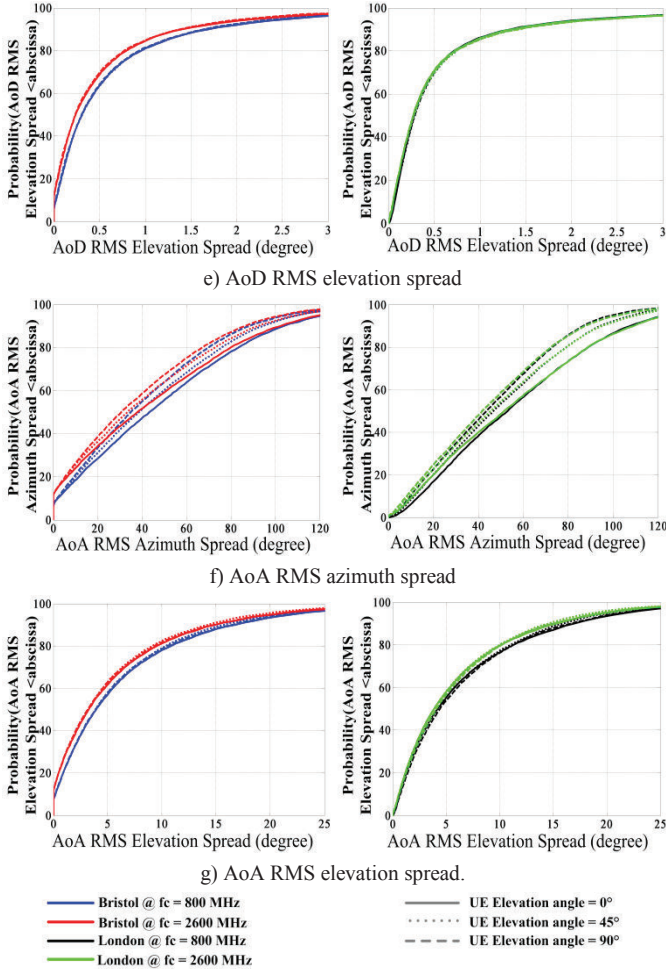 Probability(AoD RMS
Elevation Spread <abscissa)
100
80
60
40
20
0
0 0.5 1 1.5 2 2.5 3
AoD RMS Elevation Spread (degree)
100
80
60
40
20
0
0 0.5 1 1.5 2 2.5 3
Probability(AoD RMS
Elevation Spread <abscissa)
AoD RMS Elevation Spread (degree)
e) AoD RMS elevation spread
Probability(AoA RMS
Azimuth Spread <abscissa)
100
80
60
40
20
0
0 20 40 60 80 100 120
AoA RMS Azimuth Spread (degree)
Probability(AoA RMS
Azimuth Spread <abscissa)
100
80
60
40
20
0
0 20 40 60 80 100 120
AoA RMS Azimuth Spread (degree)
f) AoA RMS azimuth spread
Probability(AoA RMS
Elevation Spread <abscissa)
100
80
60
40
20
0
0 5 10 15 20 25
AoA RMS Elevation Spread (degree)
Probability(AoA RMS
Elevation Spread <abscissa)
100
80
60
40
20
0
0 5 10 15 20 25
AoA RMS Elevation Spread (degree)
g) AoA RMS elevation spread.
Bristol @ fc = 800 MHz
Bristol @ fc = 2600 MHz
London @ fc = 800 MHz
London @ fc = 2600 MHz
UE Elevation angle = 0°
UE Elevation angle = 45°
UE Elevation angle = 90°